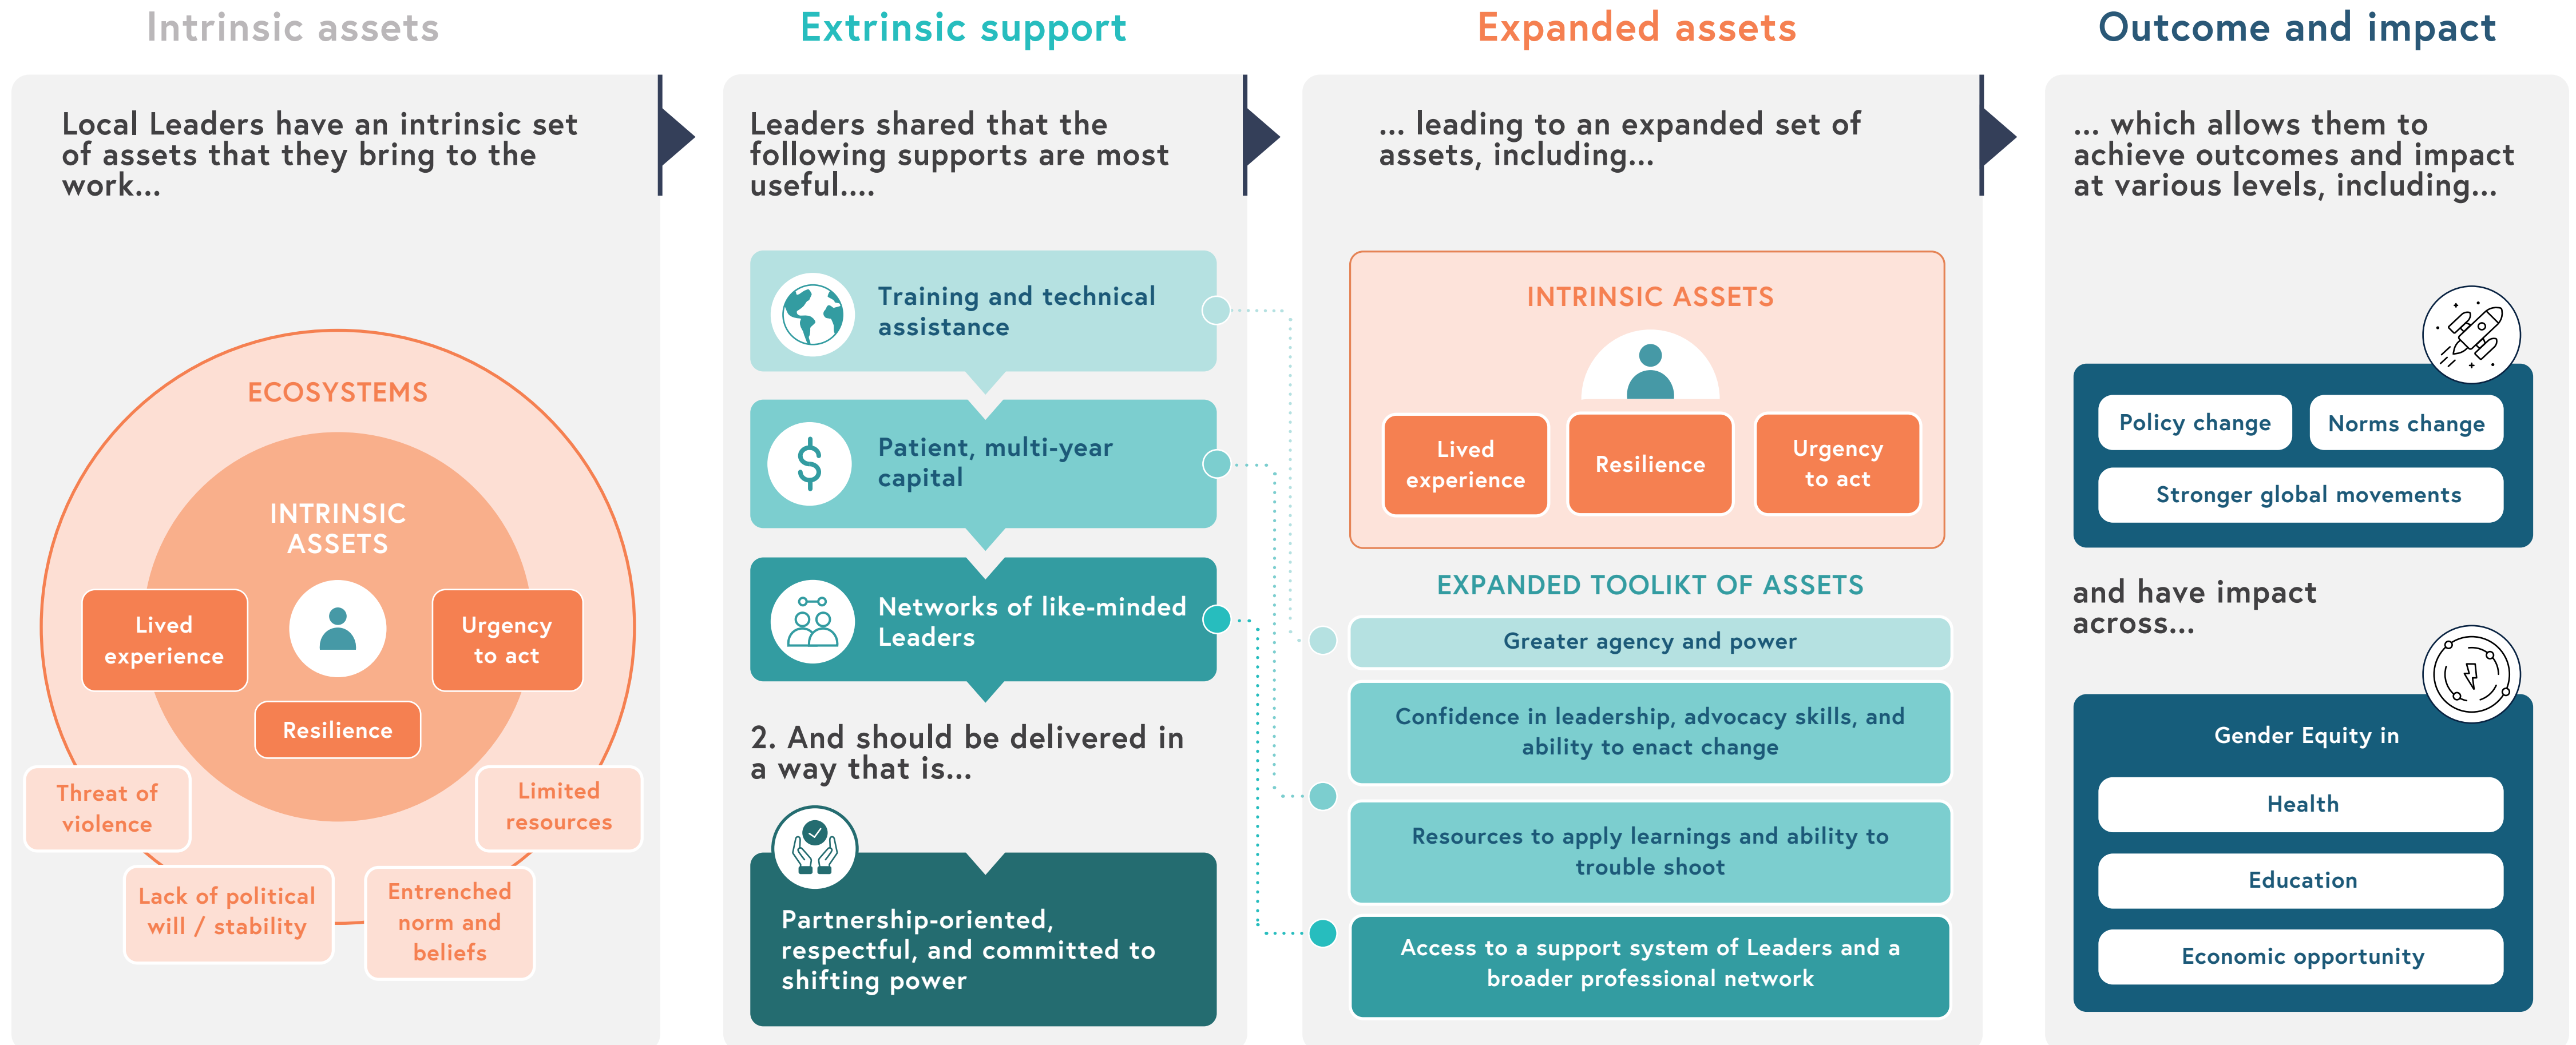 Intrinsic assets
Local Leaders have an intrinsic set
of assets that they bring to the
work...
ECOSYSTEMS
INTRINSIC
ASSETS
Lived
experience
Urgency
to act
Resilience
Threat of
violence
Limited
resources
Lack of political
will / stability
Entrenched
norm and
beliefs
Extrinsic support
Leaders shared that the
following supports are most
useful....
Training and technical
assistance
$
Patient, multi-year
capital
Networks of like-minded
Leaders
2. And should be delivered in
a way that is...
Partnership-oriented,
respectful, and committed to
shifting power
Expanded assets
... leading to an expanded set of
assets, including...
INTRINSIC ASSETS
Lived
experience
Resilience
Urgency
to act
EXPANDED TOOLIKT OF ASSETS
Greater agency and power
Confidence in leadership, advocacy skills, and
ability to enact change
Resources to apply learnings and ability to
trouble shoot
Access to a support system of Leaders and a
broader professional network
Outcome and impact
... which allows them to
achieve outcomes and impact
at various levels, including...
Policy change
Norms change
Stronger global movements
and have impact
across...
Gender Equity in
Health
Education
Economic opportunity